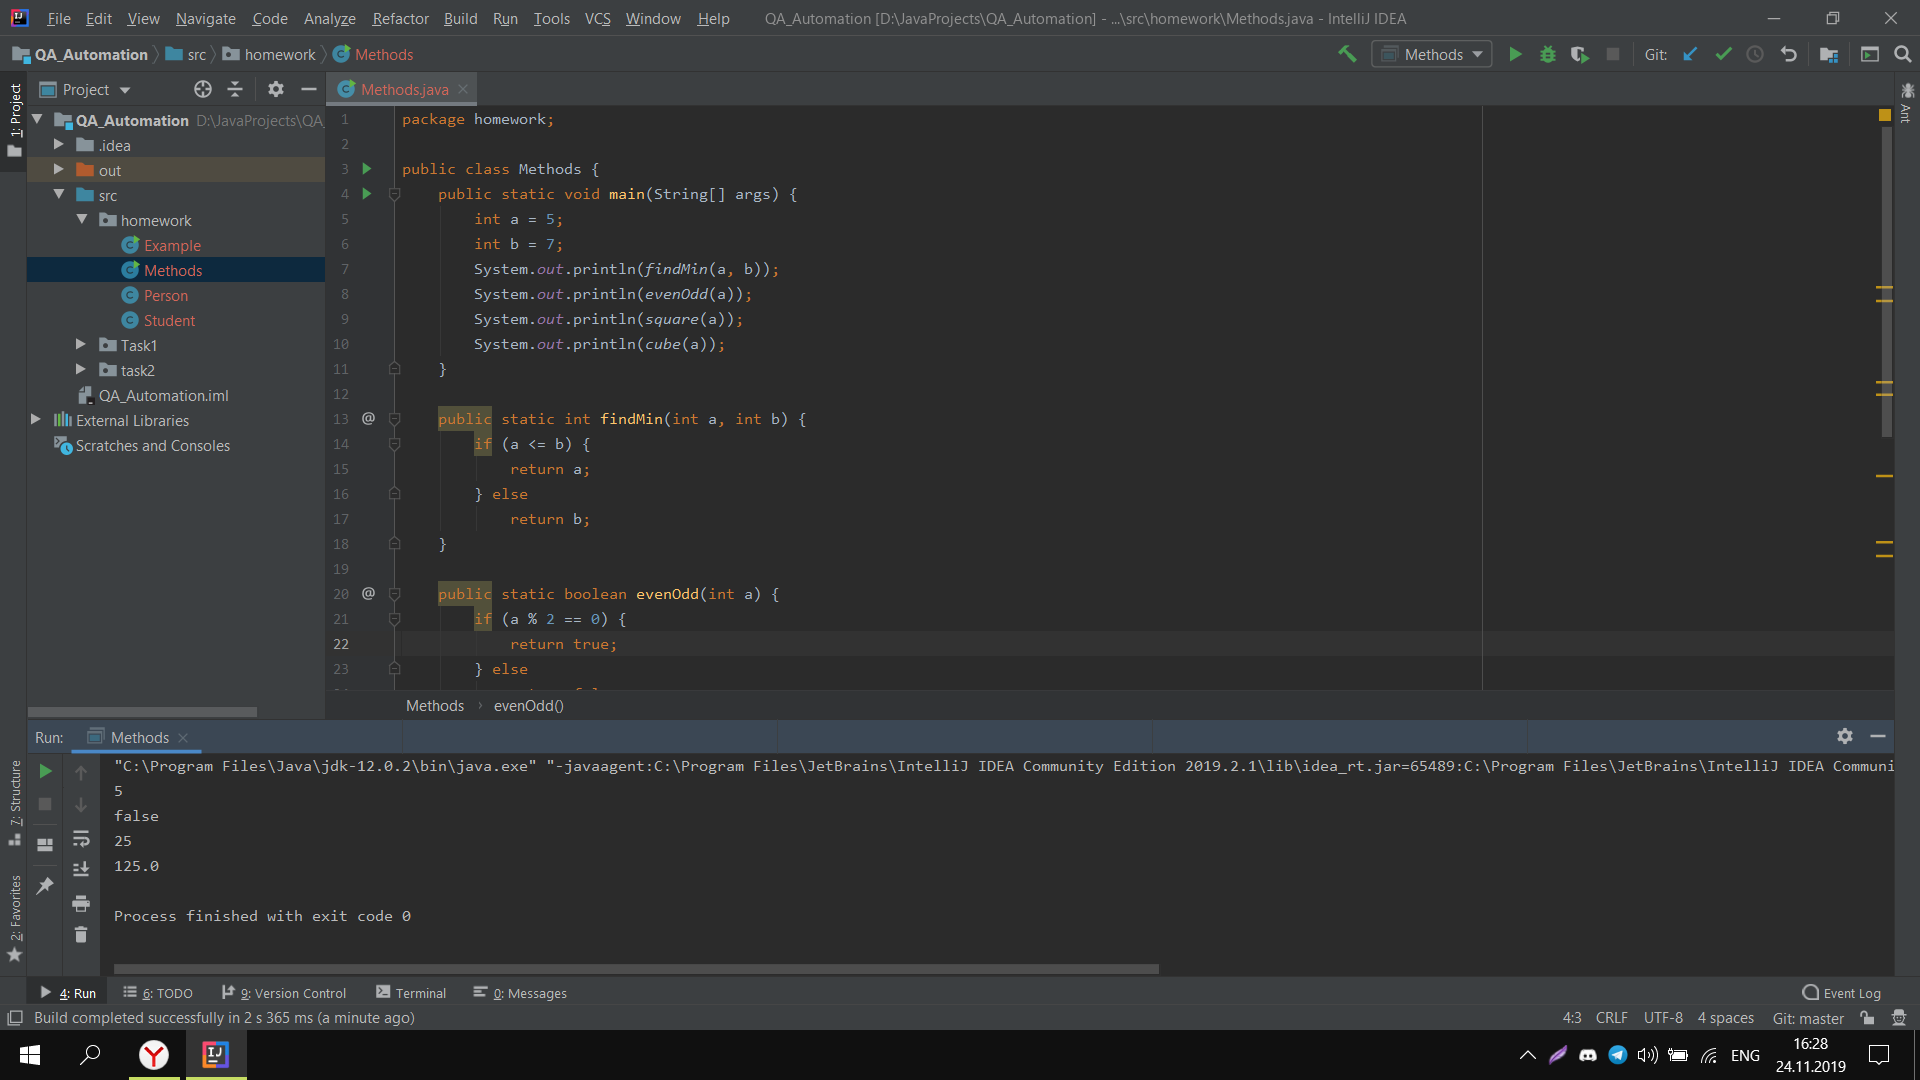 File Edit View Navigate Code Analyze Refactor Build Run Tools VCS Window Help QA_Automation [D:\JavaProjects\QA_Automation] - ...\src\homework\Methods.java - IntelliJ IDEA
QA_Automation src homework Methods
Methods Git:
Project
Methods.java
1: Project
Ant
QA_Automation D:\JavaProjects\QA_
.idea
out
src
homework
Example
Methods
Person
Student
Task1
task2
QA_Automation.iml
External Libraries
Scratches and Consoles
1 package homework;
2
3 public class Methods {
4 public static void main(String[] args) {
5 int a = 5;
6 int b = 7;
7 System.out.println(findMin(a, b));
8 System.out.println(evenOdd(a));
9 System.out.println(square(a));
10 System.out.println(cube(a));
11 }
12
13 @ public static int findMin(int a, int b) {
14 if (a <= b) {
15 return a;
16 } else
17 return b;
18 }
19
20 @ public static boolean evenOdd(int a) {
21 if (a % 2 == 0) {
22 return true;
23 } else
Methods › evenOdd()
Run: Methods
"C:\Program Files\Java\jdk-12.0.2\bin\java.exe" "-javaagent:C:\Program Files\JetBrains\IntelliJ IDEA Community Edition 2019.2.1\lib\idea_rt.jar=65489:C:\Program Files\JetBrains\IntelliJ IDEA Communi
5
false
25
125.0
Process finished with exit code 0
7: Structure
2: Favorites
4: Run 6: TODO 9: Version Control Terminal 0: Messages Event Log
Build completed successfully in 2 s 365 ms (a minute ago) 4:3 CRLF UTF-8 4 spaces Git: master
ENG 16:28
24.11.2019